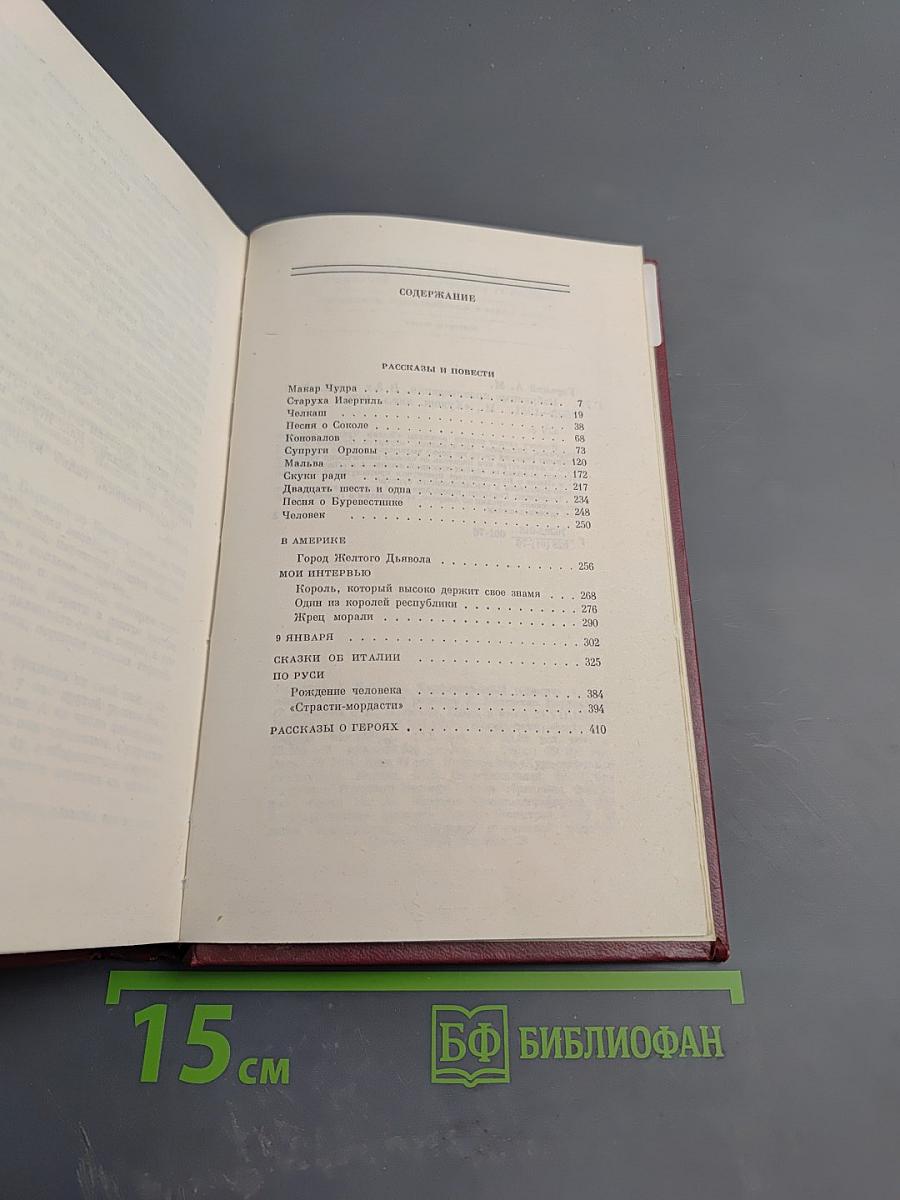 СОДЕРЖАНИЕ
РАССКАЗЫ И ПОВЕСТИ
Макар Чудра . . . . . . . . . . . . . . . . 7
Старуха Изергиль . . . . . . . . . . . . . . 19
Челкаш . . . . . . . . . . . . . . . . . . 38
Песня о Соколе . . . . . . . . . . . . . . . 68
Коновалов . . . . . . . . . . . . . . . . . 73
Супруги Орловы . . . . . . . . . . . . . . . 120
Мальва . . . . . . . . . . . . . . . . . . 172
Скуки ради . . . . . . . . . . . . . . . . 217
Двадцать шесть и одна . . . . . . . . . . . . 234
Песня о Буревестнике . . . . . . . . . . . . 248
Человек . . . . . . . . . . . . . . . . . 250
В АМЕРИКЕ
Город Желтого Дьявола . . . . . . . . . . . . 256
МОИ ИНТЕРВЬЮ
Король, который высоко держит свое знамя . . . 268
Один из королей республики . . . . . . . . . . 276
Жрец морали . . . . . . . . . . . . . . . . 290
9 ЯНВАРЯ . . . . . . . . . . . . . . . . . 302
СКАЗКИ ОБ ИТАЛИИ . . . . . . . . . . . . . 325
ПО РУСИ
Рождение человека . . . . . . . . . . . . . 384
«Страсти-мордасти» . . . . . . . . . . . . . 394
РАССКАЗЫ О ГЕРОЯХ . . . . . . . . . . . . . 410
15 см
БФ БИБЛИОФАН